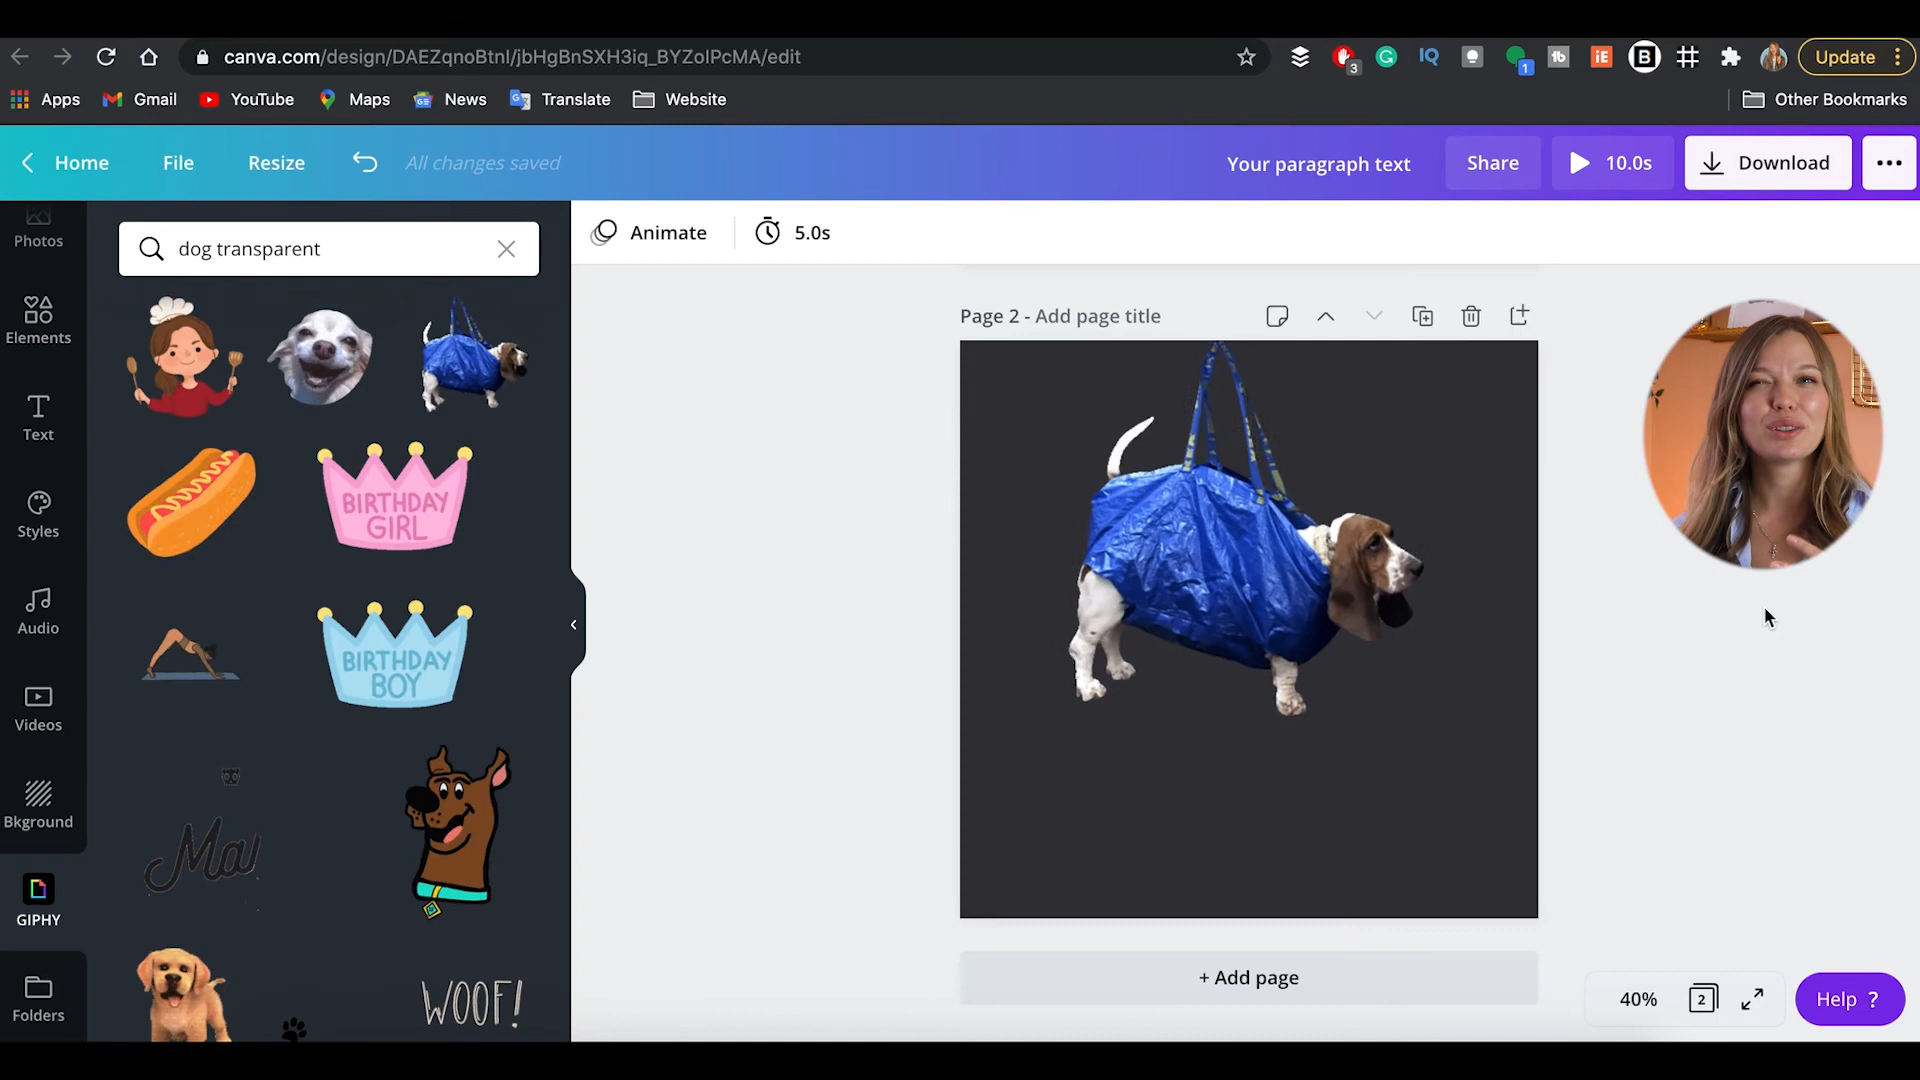 canva.com/design/DAEZqnoBtnI/jbHgBnSXH3iq_BYZolPcMA/edit
3
1
Update
Apps
Gmail
YouTube
Maps
News
Translate
Website
Other Bookmarks
Home
File
Resize
All changes saved
Your paragraph text
Share
10.0s
Download
Photos
Elements
Text
Styles
Audio
Videos
Bkground
GIPHY
Folders
dog transparent
BIRTHDAY
GIRL
BIRTHDAY
BOY
WOOF!
Animate
5.0s
Page 2 - Add page title
+ Add page
40%
2
Help ?